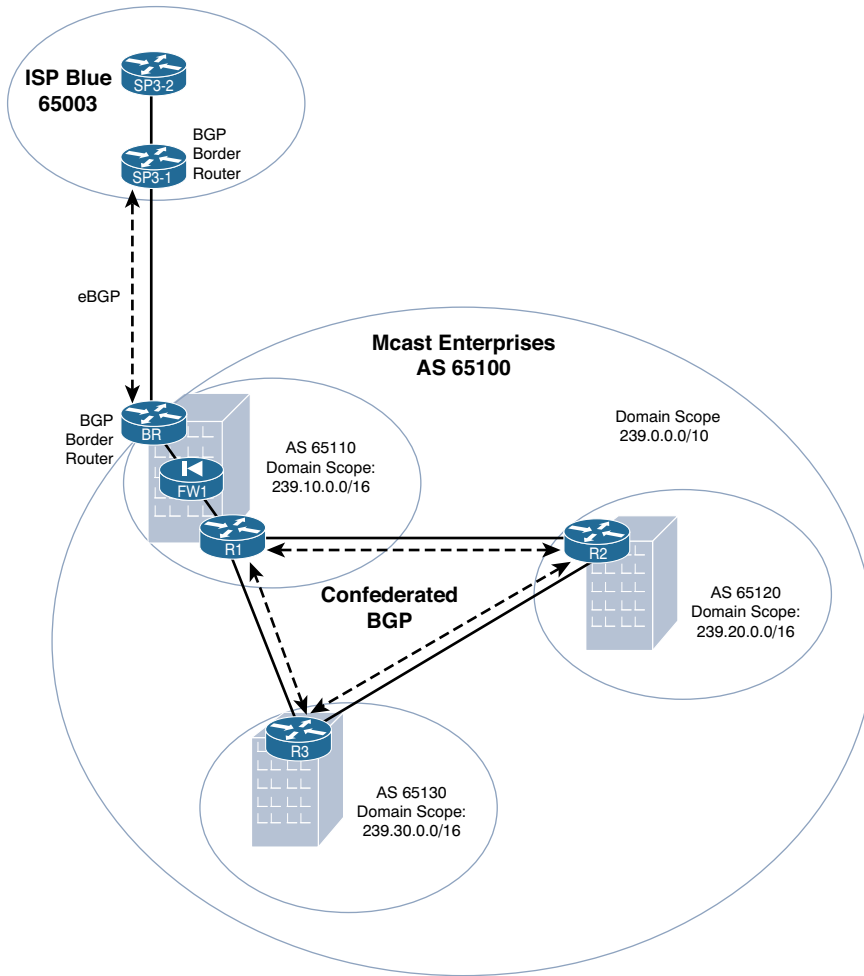 SP3-2
ISP Blue
65003
BGP
Border
Router
SP3-1
eBGP
Mcast Enterprises
AS 65100
BGP
Border
Router
BR
AS 65110
Domain Scope:
239.10.0.0/16
Domain Scope
239.0.0.0/10
FW1
R1
R2
Confederated
BGP
AS 65120
Domain Scope:
239.20.0.0/16
R3
AS 65130
Domain Scope:
239.30.0.0/16